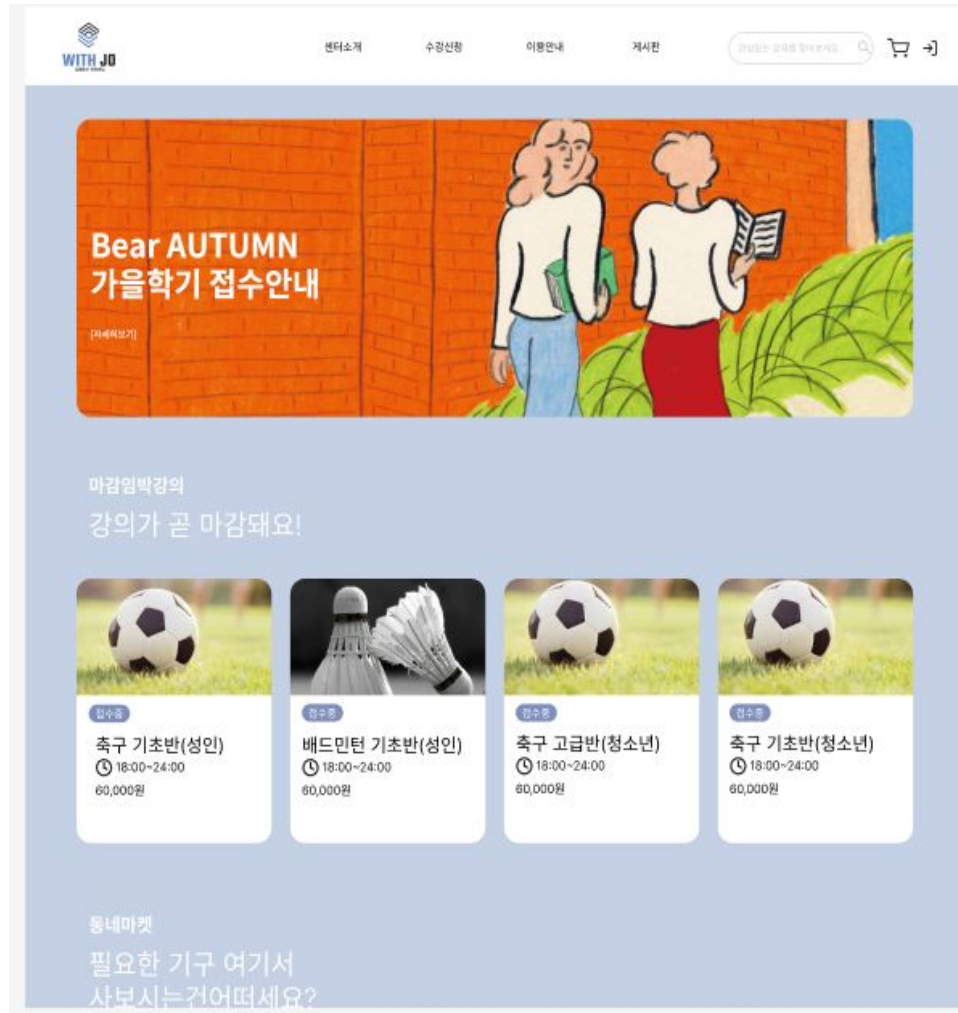 WITH JO
센터소개
수강신청
이용안내
게시판
Bear AUTUMN
가을학기 접수안내
[자세히보기]
마감임박강의
강의가 곧 마감돼요!
접수중
축구 기초반(성인)
18:00~24:00
60,000원
접수중
배드민턴 기초반(성인)
18:00~24:00
60,000원
접수중
축구 고급반(청소년)
18:00~24:00
60,000원
접수중
축구 기초반(청소년)
18:00~24:00
60,000원
동네마켓
필요한 기구 여기서
사보시는건어떠세요?